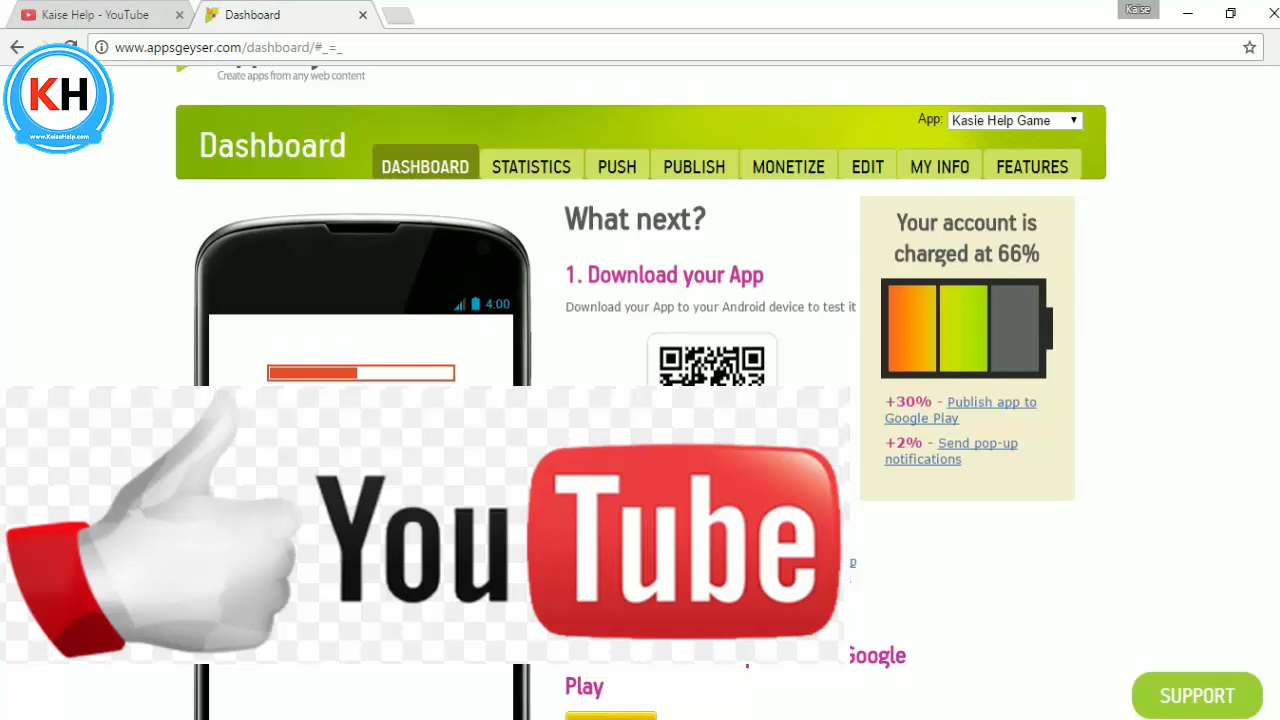 Kaise Help - YouTube
Dashboard
Kaise
www.appsgeyser.com/dashboard/#_=_
KH
www.KaiseHelp.com
Create apps from any web content
Dashboard
App:
Kasie Help Game
DASHBOARD
STATISTICS
PUSH
PUBLISH
MONETIZE
EDIT
MY INFO
FEATURES
4:00
What next?
1. Download your App
Download your App to your Android device to test it
Your account is
charged at 66%
+30% - Publish app to
Google Play
+2% - Send pop-up
notifications
YouTube
Google
Play
SUPPORT